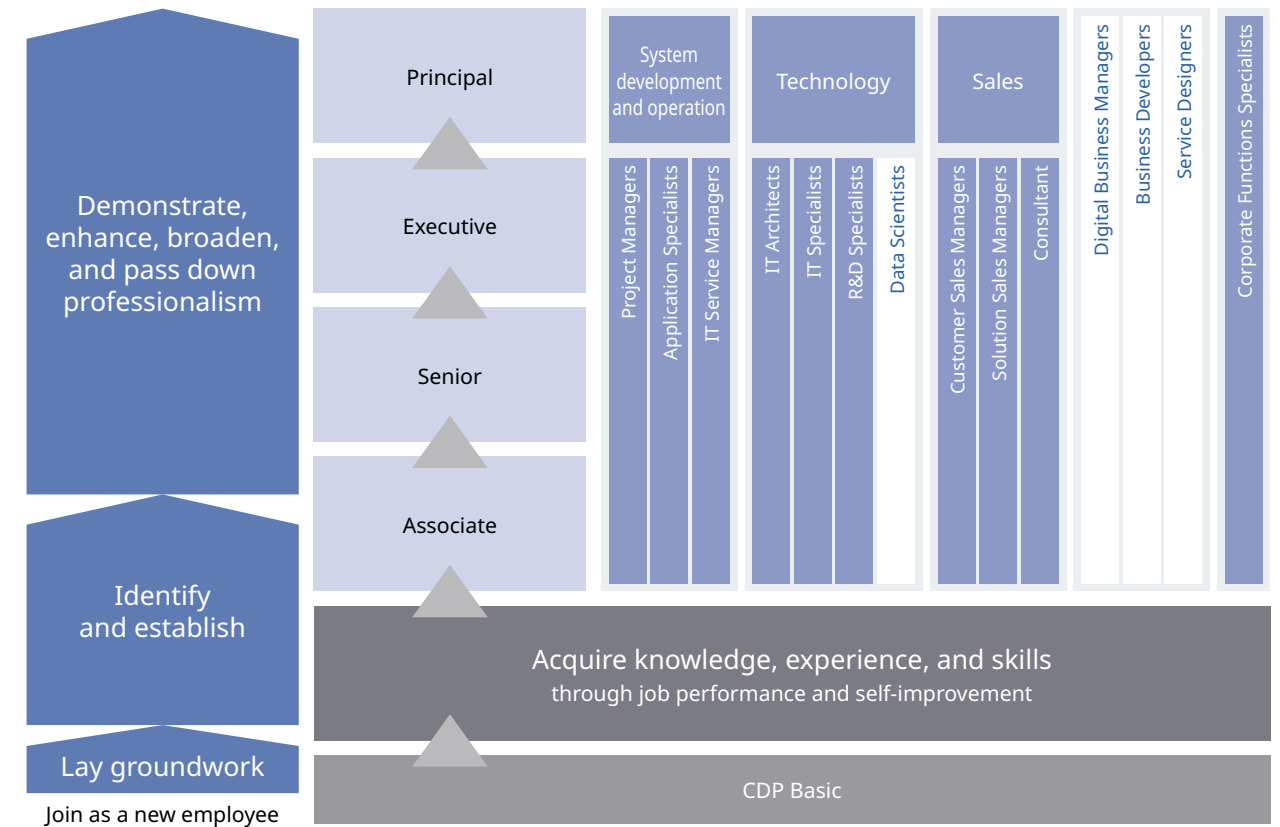 Demonstrate,
enhance, broaden,
and pass down
professionalism
Identify
and establish
Lay groundwork
Join as a new employee
Principal
Executive
Senior
Associate
System
development
and operation
Project Managers
Application Specialists
IT Service Managers
Technology
IT Architects
IT Specialists
R&D Specialists
Data Scientists
Sales
Customer Sales Managers
Solution Sales Managers
Consultant
Digital Business Managers
Business Developers
Service Designers
Corporate Functions Specialists
Acquire knowledge, experience, and skills
through job performance and self-improvement
CDP Basic